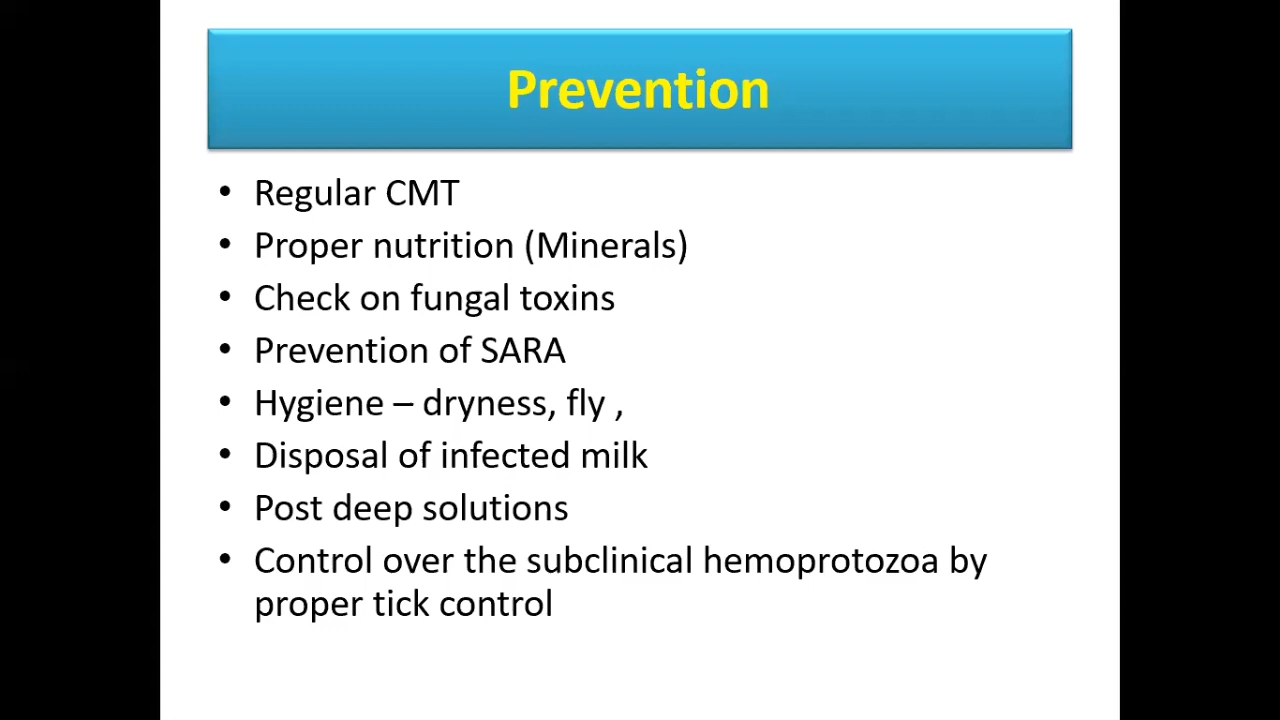 Prevention
• Regular CMT
• Proper nutrition (Minerals)
• Check on fungal toxins
• Prevention of SARA
• Hygiene – dryness, fly ,
• Disposal of infected milk
• Post deep solutions
• Control over the subclinical hemoprotozoa by
proper tick control